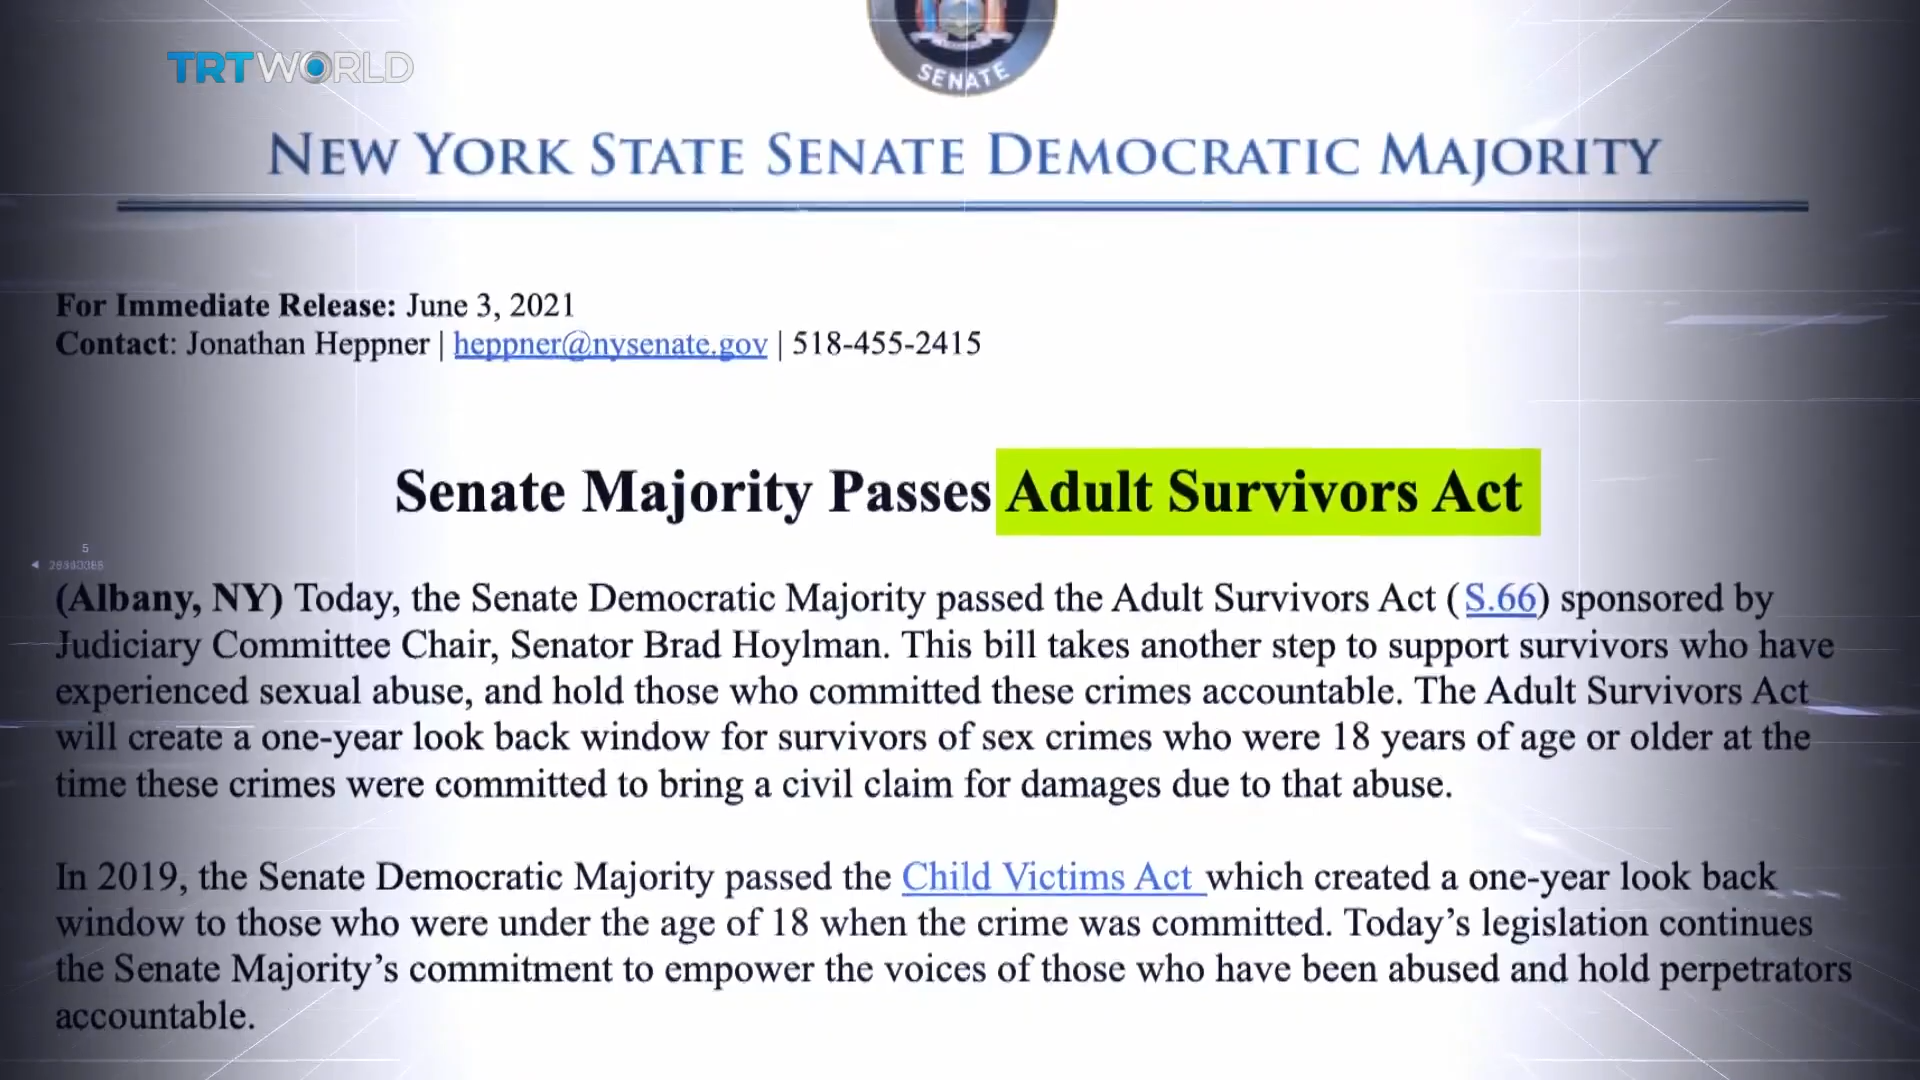 TRT WORLD
SENATE
NEW YORK STATE SENATE DEMOCRATIC MAJORITY
For Immediate Release: June 3, 2021
Contact: Jonathan Heppner | heppner@nysenate.gov | 518-455-2415
Senate Majority Passes Adult Survivors Act
5
(Albany, NY) Today, the Senate Democratic Majority passed the Adult Survivors Act (S.66) sponsored by
Judiciary Committee Chair, Senator Brad Hoylman. This bill takes another step to support survivors who have
experienced sexual abuse, and hold those who committed these crimes accountable. The Adult Survivors Act
will create a one-year look back window for survivors of sex crimes who were 18 years of age or older at the
time these crimes were committed to bring a civil claim for damages due to that abuse.
In 2019, the Senate Democratic Majority passed the Child Victims Act which created a one-year look back
window to those who were under the age of 18 when the crime was committed. Today’s legislation continues
the Senate Majority’s commitment to empower the voices of those who have been abused and hold perpetrators
accountable.